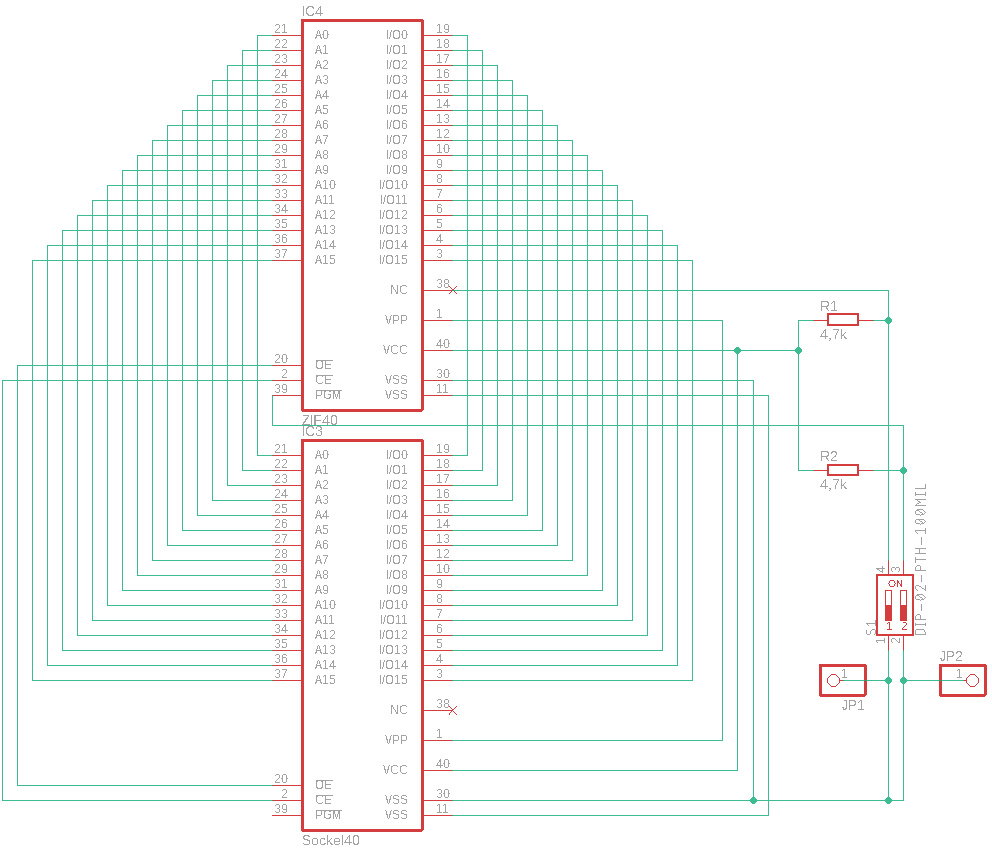 IC4
21 A0 I/O0 19
22 A1 I/O1 18
23 A2 I/O2 17
24 A3 I/O3 16
25 A4 I/O4 15
26 A5 I/O5 14
27 A6 I/O6 13
28 A7 I/O7 12
29 A8 I/O8 10
31 A9 I/O9 9
32 A10 I/O10 8
33 A11 I/O11 7
34 A12 I/O12 6
35 A13 I/O13 5
36 A14 I/O14 4
37 A15 I/O15 3
NC 38
R1
VPP 1
4,7k
VCC 40
20 OE
2 CE VSS 30
39 PGM VSS 11
ZIF40
IC3
21 A0 I/O0 19
R2
22 A1 I/O1 18
23 A2 I/O2 17
4,7k
24 A3 I/O3 16
25 A4 I/O4 15
26 A5 I/O5 14
27 A6 I/O6 13
28 A7 I/O7 12
29 A8 I/O8 10
31 A9 I/O9 9
32 A10 I/O10 8
33 A11 I/O11 7
34 A12 I/O12 6
35 A13 I/O13 5
36 A14 I/O14 4
37 A15 I/O15 3
NC 38
VPP 1
VCC 40
20 OE
2 CE VSS 30
39 PGM VSS 11
Sockel40
DIP-02-PTH-100MIL
4 3
ON
1 2
S1
1 2
JP2
1
1
JP1